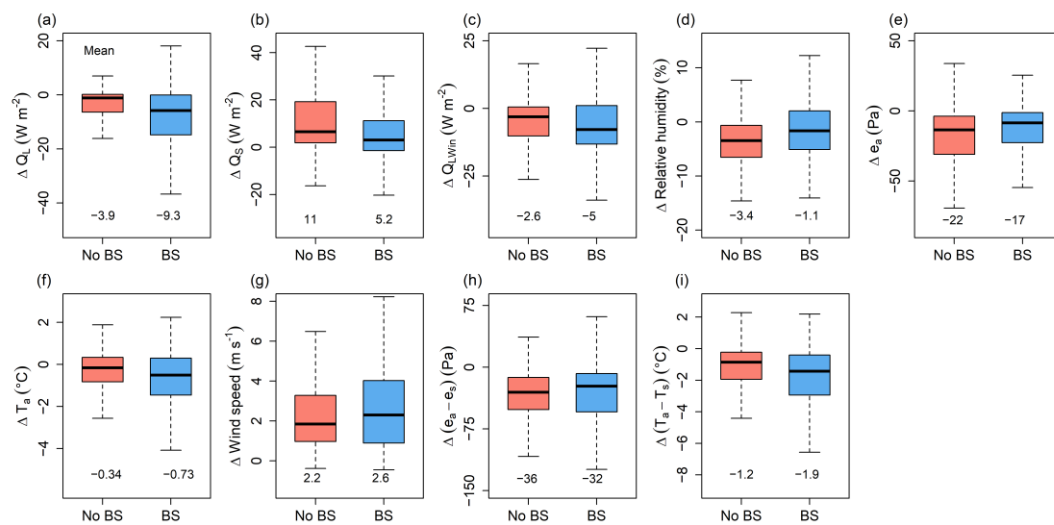 (a)
Δ Q_L (W m⁻²)
20
0
−20
−40
Mean
−3.9
−9.3
No BS
BS
(b)
Δ Q_S (W m⁻²)
40
20
0
−20
11
5.2
No BS
BS
(c)
Δ Q_LWin (W m⁻²)
25
0
−25
−2.6
−5
No BS
BS
(d)
Δ Relative humidity (%)
10
0
−10
−20
−3.4
−1.1
No BS
BS
(e)
Δ e_a (Pa)
0
−50
−22
−17
No BS
BS
(f)
Δ T_a (°C)
2
0
−2
−4
−0.34
−0.73
No BS
BS
(g)
Δ Wind speed (m s⁻¹)
8
6
4
2
0
2.2
2.6
No BS
BS
(h)
Δ (e_a − e_s) (Pa)
75
0
−75
−150
−36
−32
No BS
BS
(i)
Δ (T_a − T_s) (°C)
2
0
−2
−4
−6
−8
−1.2
−1.9
No BS
BS